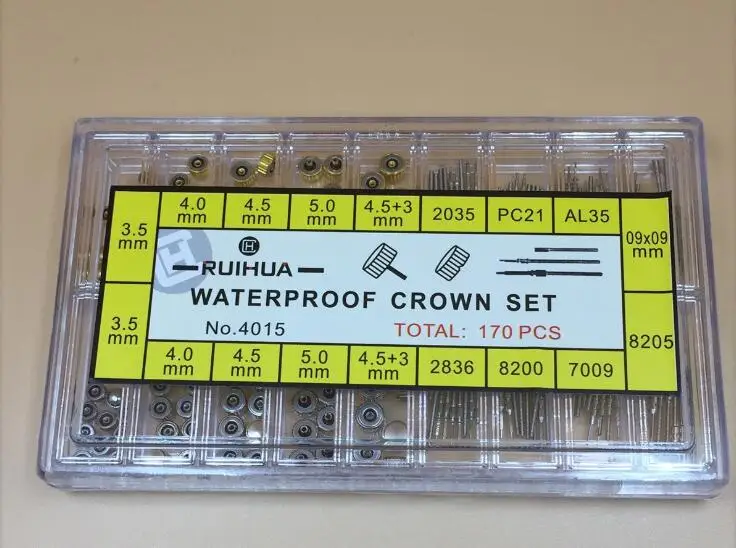 3.5 mm
4.0 mm
4.5 mm
5.0 mm
4.5+3 mm
2035
PC21
AL35
09x09 mm
RUIHUA
WATERPROOF CROWN SET
No.4015
TOTAL: 170 PCS
3.5 mm
4.0 mm
4.5 mm
5.0 mm
4.5+3 mm
2836
8200
7009
8205